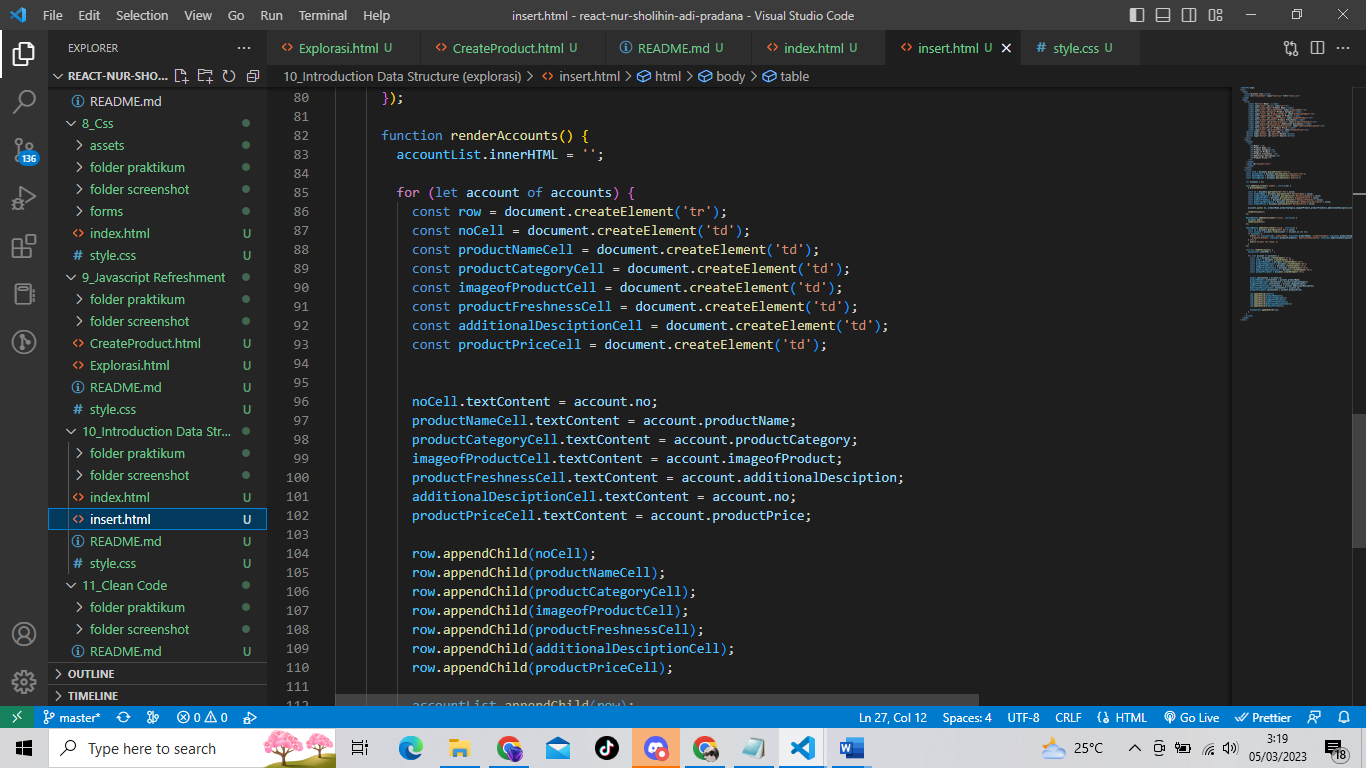 File Edit Selection View Go Run Terminal Help insert.html - react-nur-sholihin-adi-pradana - Visual Studio Code
EXPLORER
REACT-NUR-SHO...
README.md
8_Css
assets
folder praktikum
folder screenshot
forms
index.html U
style.css U
9_Javascript Refreshment
folder praktikum
folder screenshot
CreateProduct.html U
Explorasi.html U
README.md U
style.css U
10_Introduction Data Str...
folder praktikum
folder screenshot
index.html U
insert.html U
README.md U
style.css U
11_Clean Code
folder praktikum
folder screenshot
README.md U
OUTLINE
TIMELINE
136
Explorasi.html U CreateProduct.html U README.md U index.html U insert.html U style.css U
10_Introduction Data Structure (explorasi) > insert.html > html > body > table
80 });
81
82 function renderAccounts() {
83 accountList.innerHTML = '';
84
85 for (let account of accounts) {
86 const row = document.createElement('tr');
87 const noCell = document.createElement('td');
88 const productNameCell = document.createElement('td');
89 const productCategoryCell = document.createElement('td');
90 const imageofProductCell = document.createElement('td');
91 const productFreshnessCell = document.createElement('td');
92 const additionalDesciptionCell = document.createElement('td');
93 const productPriceCell = document.createElement('td');
94
95
96 noCell.textContent = account.no;
97 productNameCell.textContent = account.productName;
98 productCategoryCell.textContent = account.productCategory;
99 imageofProductCell.textContent = account.imageofProduct;
100 productFreshnessCell.textContent = account.additionalDesciption;
101 additionalDesciptionCell.textContent = account.no;
102 productPriceCell.textContent = account.productPrice;
103
104 row.appendChild(noCell);
105 row.appendChild(productNameCell);
106 row.appendChild(productCategoryCell);
107 row.appendChild(imageofProductCell);
108 row.appendChild(productFreshnessCell);
109 row.appendChild(additionalDesciptionCell);
110 row.appendChild(productPriceCell);
111
112 accountList.appendChild(row);
master* 0 0 Ln 27, Col 12 Spaces: 4 UTF-8 CRLF HTML Go Live Prettier
Type here to search 25°C 3:19
05/03/2023 18